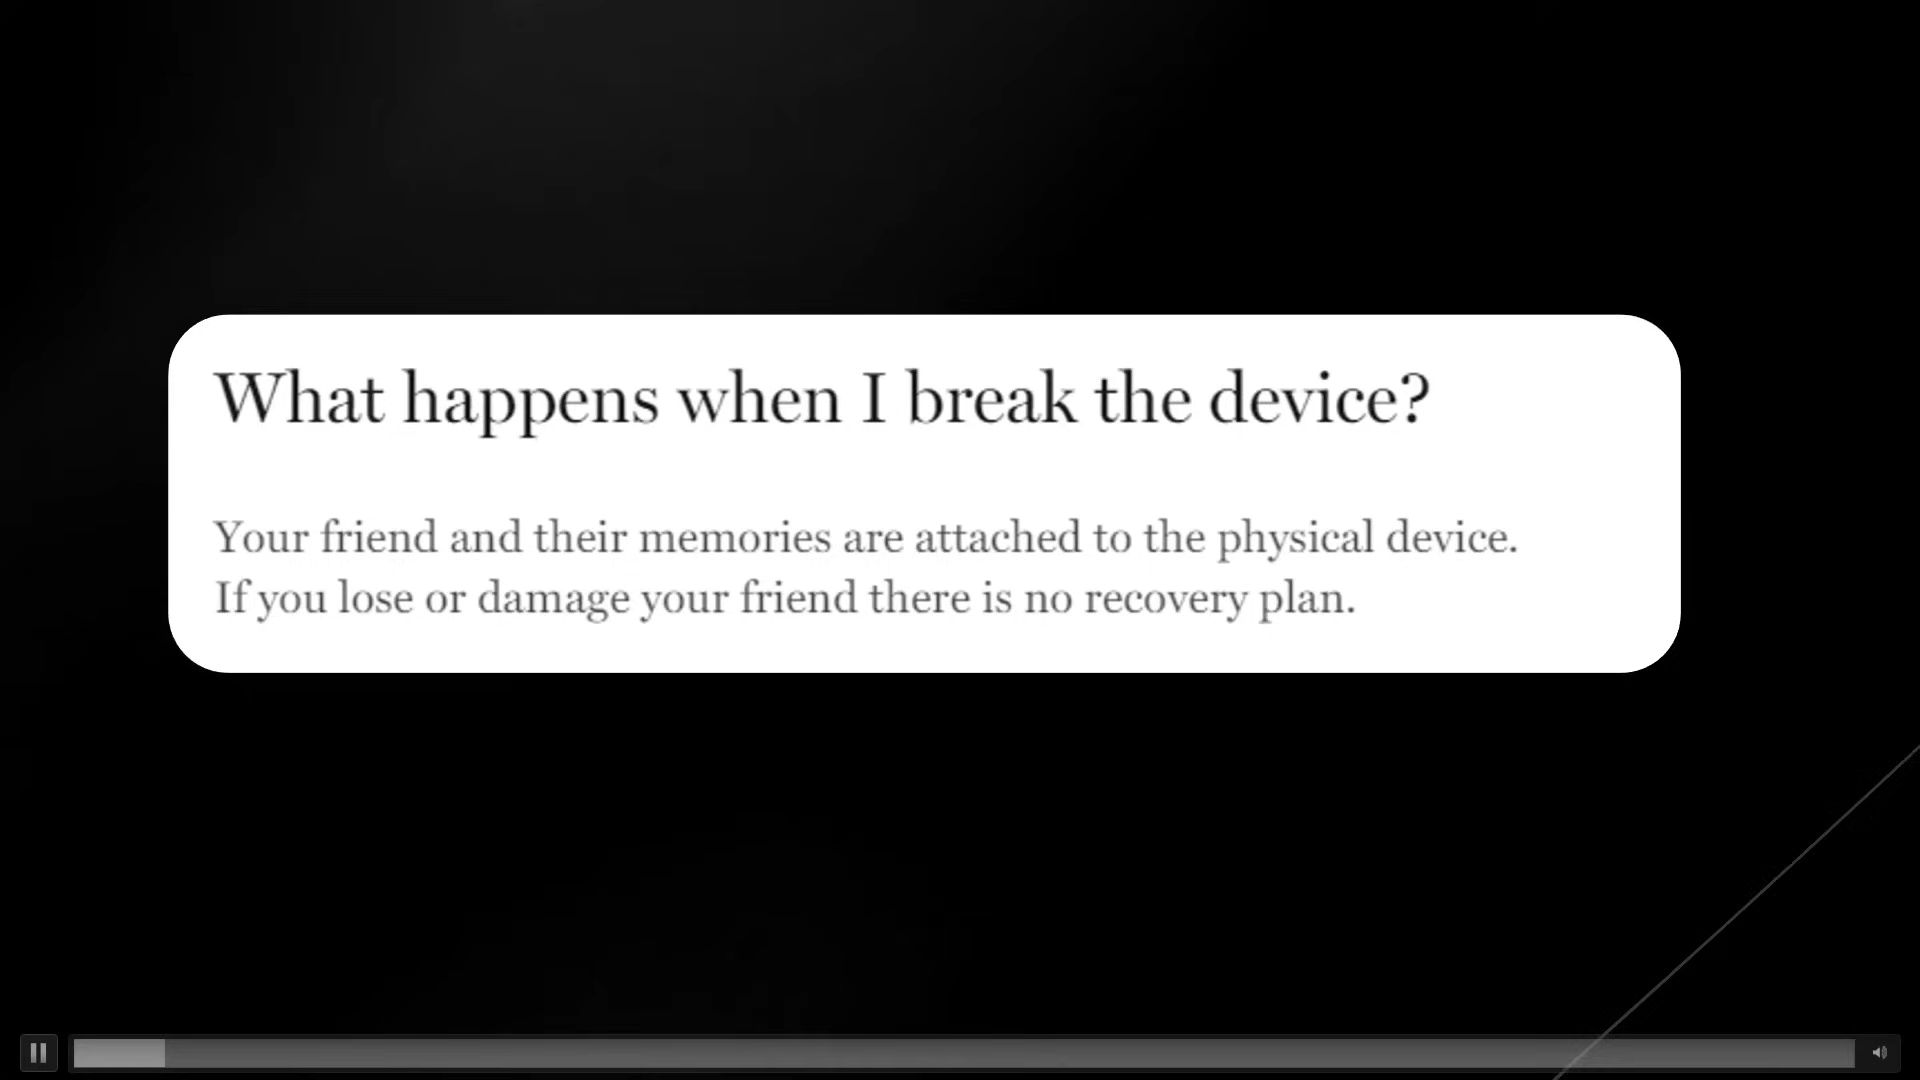 What happens when I break the device?
Your friend and their memories are attached to the physical device.
If you lose or damage your friend there is no recovery plan.